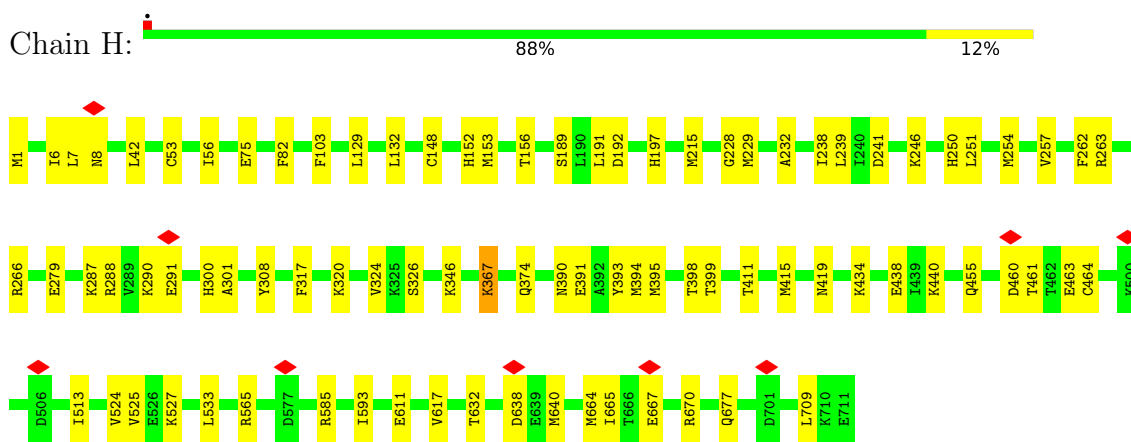 Chain H:
88% 12%
M1 I6 L7 N8 L42 C53 I56 E75 F82 F103 L129 L132 C148 H152 M153 T156 S189 L190 L191 D192 H197 M215 G228 M229 A232 I238 L239 I240 D241 K246 H250 L251 M254 V257 F262 R263
R266 E279 K287 R288 V289 K290 E291 H300 A301 Y308 F317 K320 V324 K325 S326 K346 K367 Q374 N390 E391 A392 Y393 M394 M395 T398 T399 T411 M415 N419 K434 E438 I439 K440 Q455 D460 T461 T462 E463 C464 K500
D506 I513 V524 V525 E526 K527 L533 R565 D577 R585 I593 E611 V617 T632 D638 E639 M640 M664 I665 T666 E667 R670 Q677 D701 L709 K710 E711